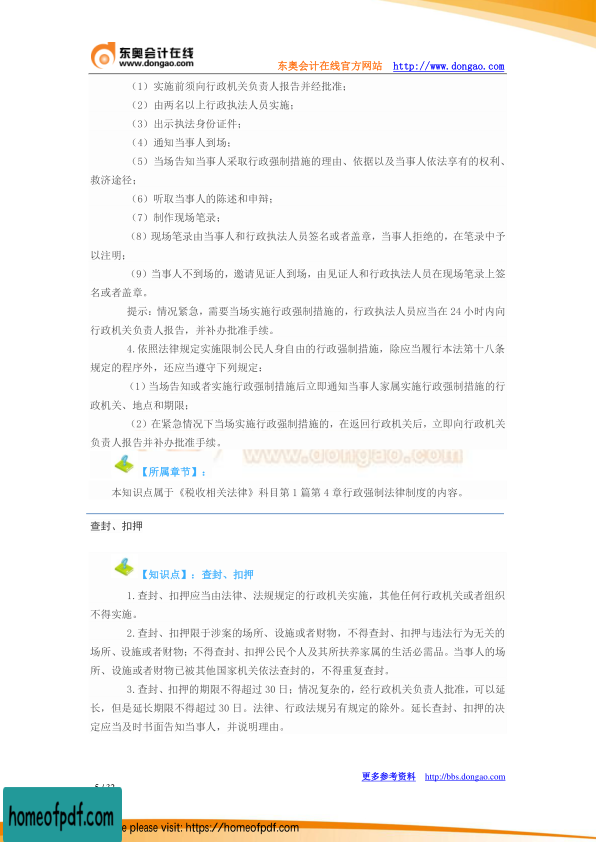 东奥会计在线
www.dongao.com
东奥会计在线官方网站 http://www.dongao.com
（1）实施前须向行政机关负责人报告并经批准；
（2）由两名以上行政执法人员实施；
（3）出示执法身份证件；
（4）通知当事人到场；
（5）当场告知当事人采取行政强制措施的理由、依据以及当事人依法享有的权利、
救济途径；
（6）听取当事人的陈述和申辩；
（7）制作现场笔录；
（8）现场笔录由当事人和行政执法人员签名或者盖章，当事人拒绝的，在笔录中予
以注明；
（9）当事人不到场的，邀请见证人到场，由见证人和行政执法人员在现场笔录上签
名或者盖章。
提示：情况紧急，需要当场实施行政强制措施的，行政执法人员应当在 24 小时内向
行政机关负责人报告，并补办批准手续。
4.依照法律规定实施限制公民人身自由的行政强制措施，除应当履行本法第十八条
规定的程序外，还应当遵守下列规定：
（1）当场告知或者实施行政强制措施后立即通知当事人家属实施行政强制措施的行
政机关、地点和期限；
（2）在紧急情况下当场实施行政强制措施的，在返回行政机关后，立即向行政机关
负责人报告并补办批准手续。
www.dongao.com
【所属章节】：
本知识点属于《税收相关法律》科目第 1 篇第 4 章行政强制法律制度的内容。
查封、扣押
【知识点】：查封、扣押
1.查封、扣押应当由法律、法规规定的行政机关实施，其他任何行政机关或者组织
不得实施。
2.查封、扣押限于涉案的场所、设施或者财物，不得查封、扣押与违法行为无关的
场所、设施或者财物；不得查封、扣押公民个人及其所扶养家属的生活必需品。当事人的场
所、设施或者财物已被其他国家机关依法查封的，不得重复查封。
3.查封、扣押的期限不得超过 30 日；情况复杂的，经行政机关负责人批准，可以延
长，但是延长期限不得超过 30 日。法律、行政法规另有规定的除外。延长查封、扣押的决
定应当及时书面告知当事人，并说明理由。
更多参考资料 http://bbs.dongao.com
homeofpdf.com
please visit: https://homeofpdf.com